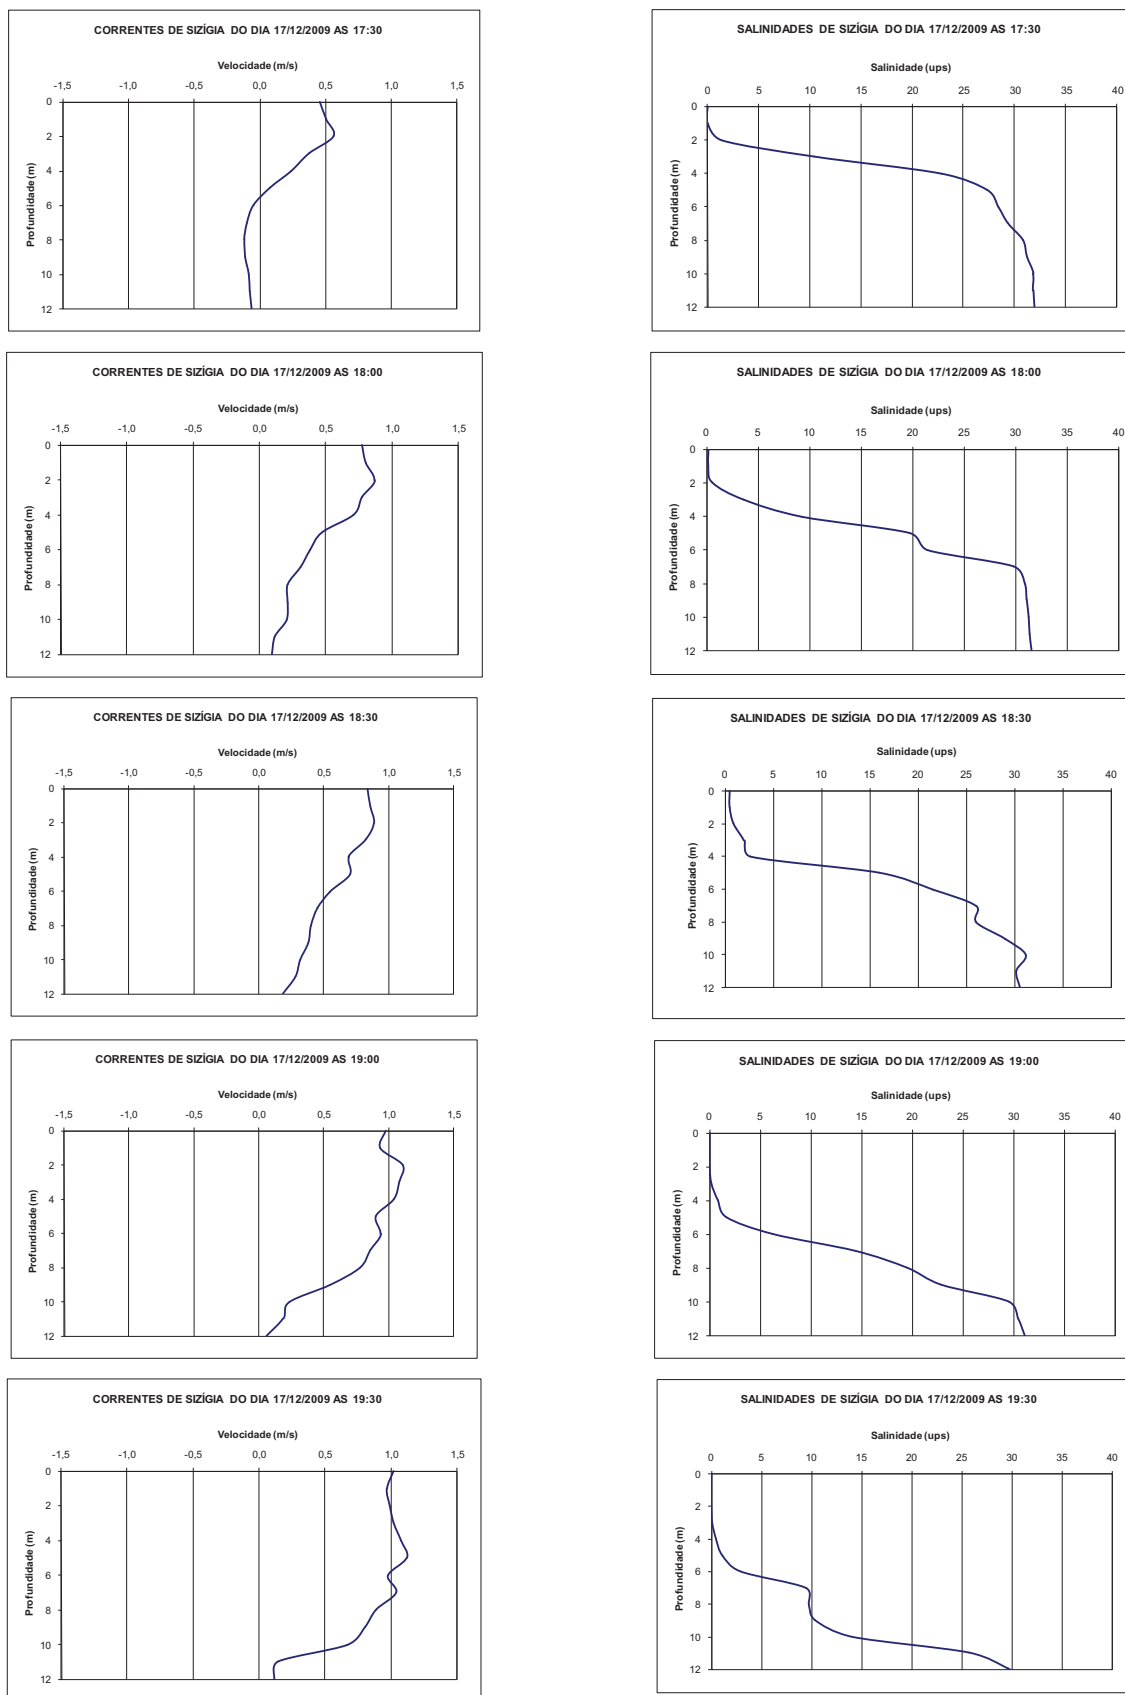 CORRENTES DE SIZÍGIA DO DIA 17/12/2009 AS 17:30
Velocidade (m/s)
-1,5 -1,0 -0,5 0,0 0,5 1,0 1,5
0
2
4
6
8
10
12
Profundidade (m)
SALINIDADES DE SIZÍGIA DO DIA 17/12/2009 AS 17:30
Salinidade (ups)
0 5 10 15 20 25 30 35 40
0
2
4
6
8
10
12
Profundidade (m)
CORRENTES DE SIZÍGIA DO DIA 17/12/2009 AS 18:00
Velocidade (m/s)
-1,5 -1,0 -0,5 0,0 0,5 1,0 1,5
0
2
4
6
8
10
12
Profundidade (m)
SALINIDADES DE SIZÍGIA DO DIA 17/12/2009 AS 18:00
Salinidade (ups)
0 5 10 15 20 25 30 35 40
0
2
4
6
8
10
12
Profundidade (m)
CORRENTES DE SIZÍGIA DO DIA 17/12/2009 AS 18:30
Velocidade (m/s)
-1,5 -1,0 -0,5 0,0 0,5 1,0 1,5
0
2
4
6
8
10
12
Profundidade (m)
SALINIDADES DE SIZÍGIA DO DIA 17/12/2009 AS 18:30
Salinidade (ups)
0 5 10 15 20 25 30 35 40
0
2
4
6
8
10
12
Profundidade (m)
CORRENTES DE SIZÍGIA DO DIA 17/12/2009 AS 19:00
Velocidade (m/s)
-1,5 -1,0 -0,5 0,0 0,5 1,0 1,5
0
2
4
6
8
10
12
Profundidade (m)
SALINIDADES DE SIZÍGIA DO DIA 17/12/2009 AS 19:00
Salinidade (ups)
0 5 10 15 20 25 30 35 40
0
2
4
6
8
10
12
Profundidade (m)
CORRENTES DE SIZÍGIA DO DIA 17/12/2009 AS 19:30
Velocidade (m/s)
-1,5 -1,0 -0,5 0,0 0,5 1,0 1,5
0
2
4
6
8
10
12
Profundidade (m)
SALINIDADES DE SIZÍGIA DO DIA 17/12/2009 AS 19:30
Salinidade (ups)
0 5 10 15 20 25 30 35 40
0
2
4
6
8
10
12
Profundidade (m)